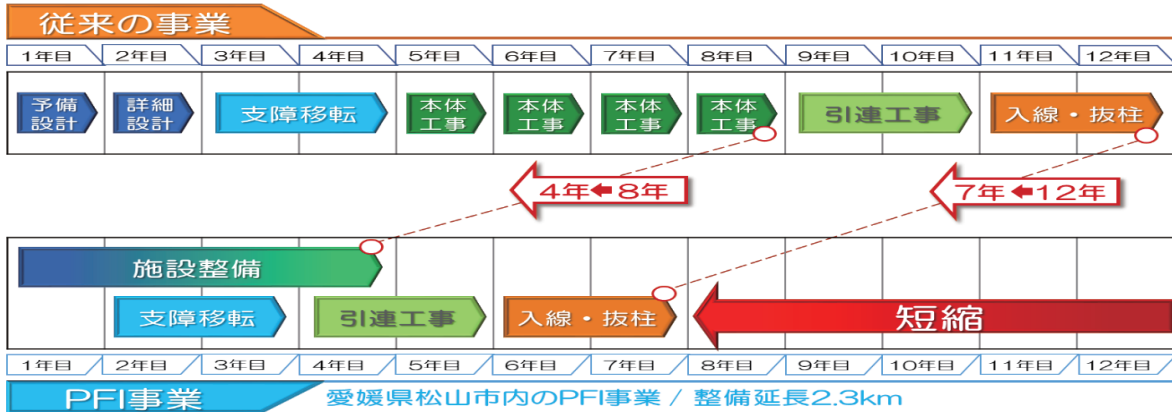 従来の事業
1年目 2年目 3年目 4年目 5年目 6年目 7年目 8年目 9年目 10年目 11年目 12年目
予備設計 詳細設計 支障移転 本体工事 本体工事 本体工事 本体工事 引連工事 入線・抜柱
4年⬅8年 7年⬅12年
施設整備
支障移転 引連工事 入線・抜柱 短縮
1年目 2年目 3年目 4年目 5年目 6年目 7年目 8年目 9年目 10年目 11年目 12年目
PFI事業 愛媛県松山市内のPFI事業 / 整備延長2.3km